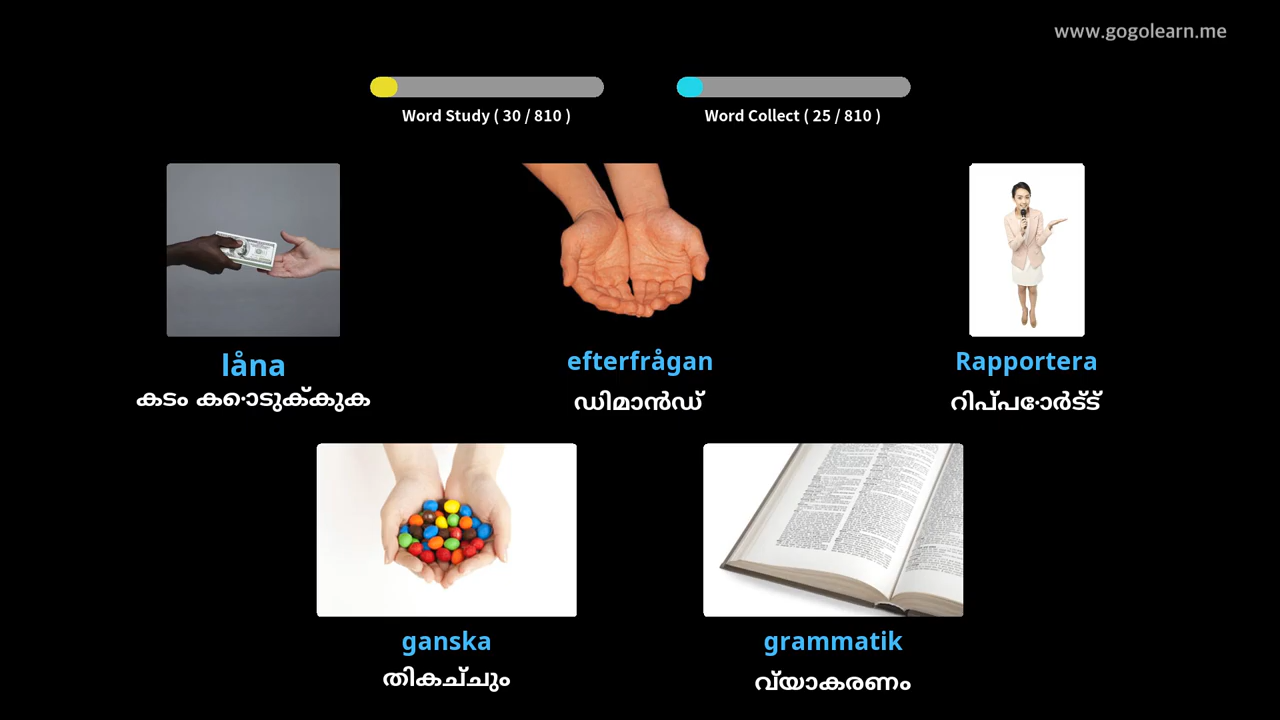 www.gogolearn.me
Word Study ( 30 / 810 )
Word Collect ( 25 / 810 )
låna
കടം കൊടുക്കുക
efterfrågan
ഡിമാൻഡ്
Rapportera
റിപ്പോർട്ട്
ganska
തികച്ചും
grammatik
വ്യാകരണം